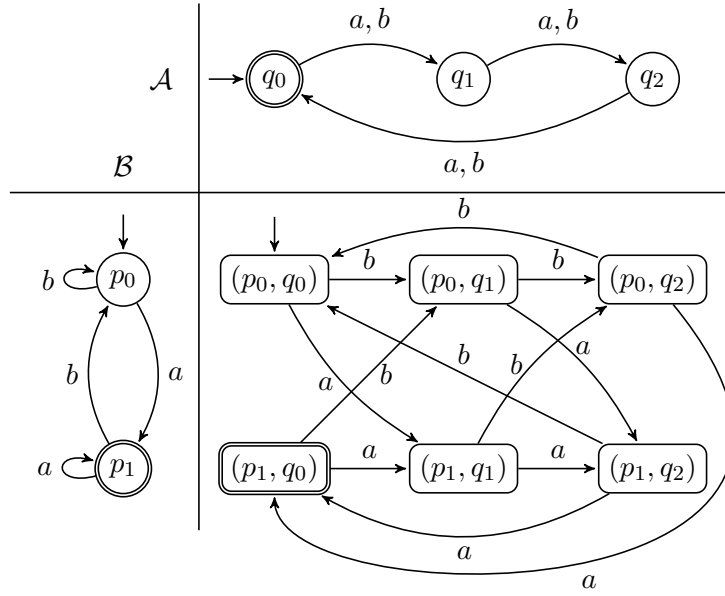 a, b
a, b
𝒜
q₀
q₁
q₂
a, b
ℬ
b
b
p₀
(p₀, q₀)
b
(p₀, q₁)
b
(p₀, q₂)
b
a
a
b
b
b
a
a
p₁
(p₁, q₀)
a
(p₁, q₁)
a
(p₁, q₂)
a
a